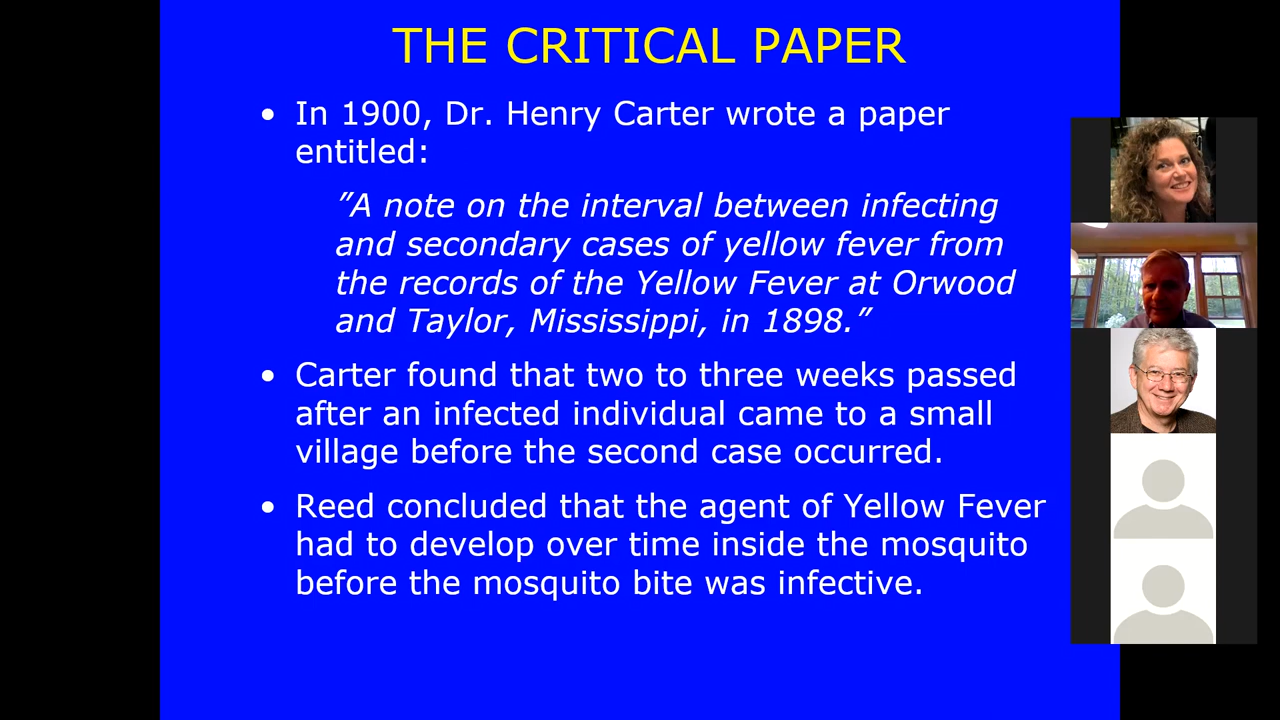 THE CRITICAL PAPER
• In 1900, Dr. Henry Carter wrote a paper
entitled:
”A note on the interval between infecting
and secondary cases of yellow fever from
the records of the Yellow Fever at Orwood
and Taylor, Mississippi, in 1898.”
• Carter found that two to three weeks passed
after an infected individual came to a small
village before the second case occurred.
• Reed concluded that the agent of Yellow Fever
had to develop over time inside the mosquito
before the mosquito bite was infective.